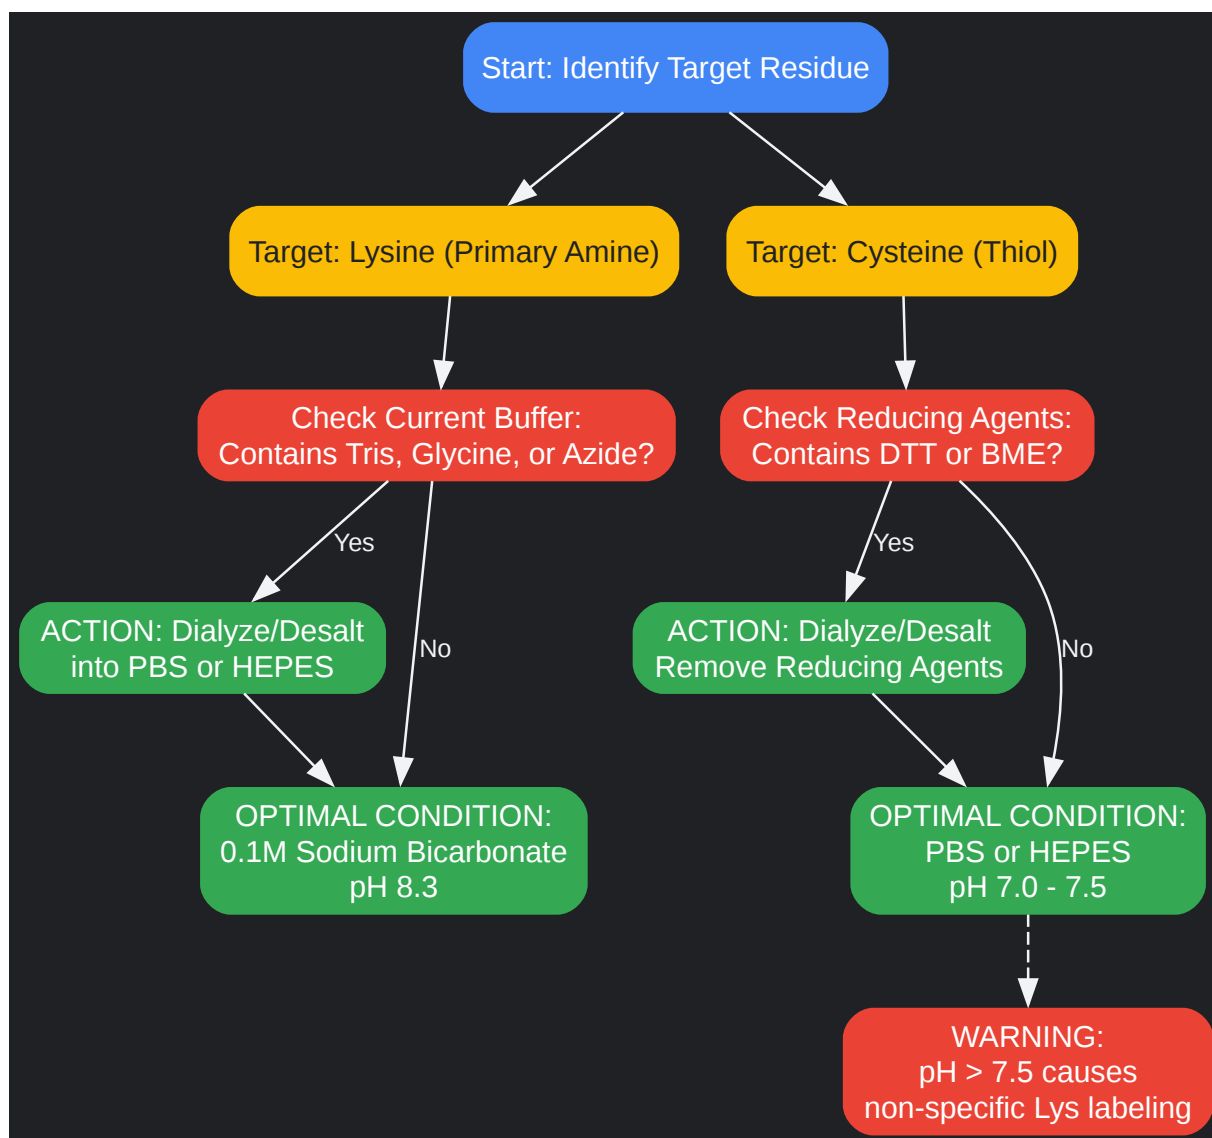 Start: Identify Target Residue
Target: Lysine (Primary Amine)
Target: Cysteine (Thiol)
Check Current Buffer:
Contains Tris, Glycine, or Azide?
Check Reducing Agents:
Contains DTT or BME?
Yes
Yes
ACTION: Dialyze/Desalt
into PBS or HEPES
No
ACTION: Dialyze/Desalt
Remove Reducing Agents
No
OPTIMAL CONDITION:
0.1M Sodium Bicarbonate
pH 8.3
OPTIMAL CONDITION:
PBS or HEPES
pH 7.0 - 7.5
WARNING:
pH > 7.5 causes
non-specific Lys labeling